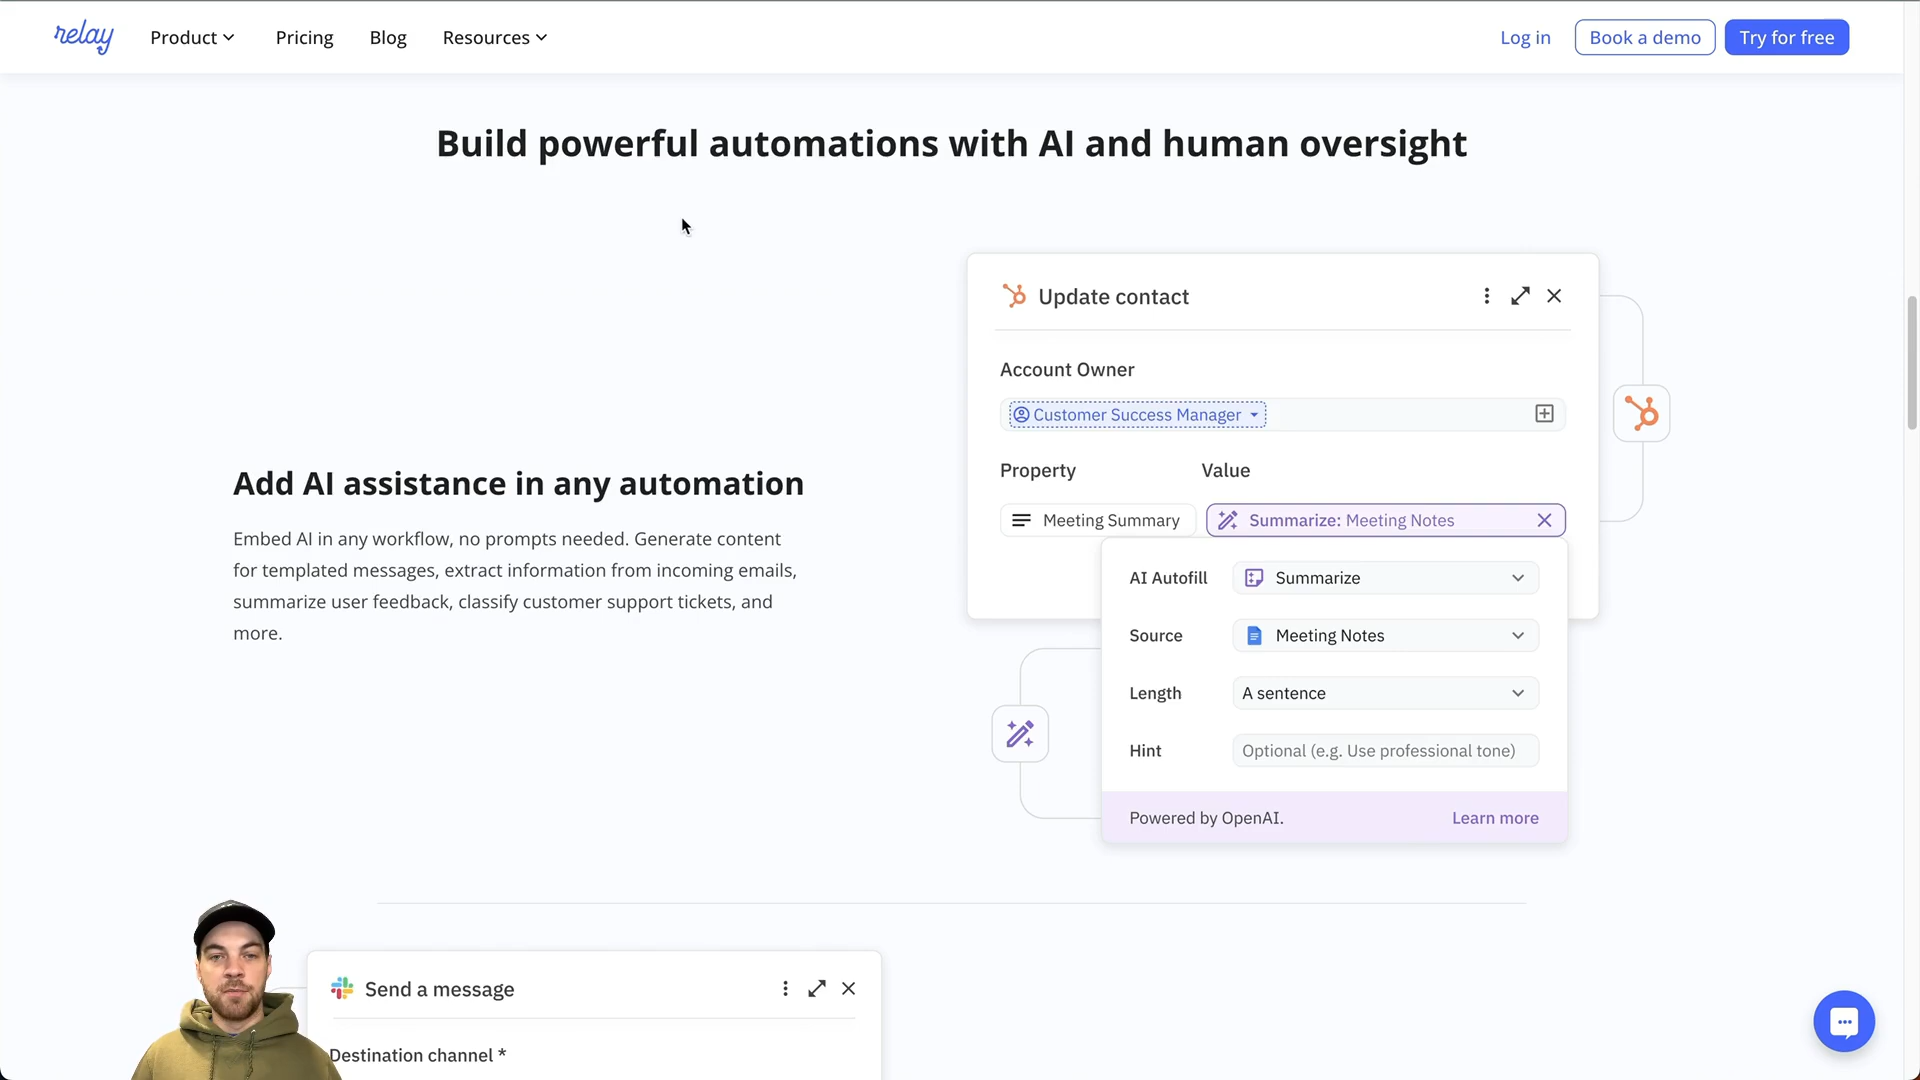 relay
Product
Pricing
Blog
Resources
Log in
Book a demo
Try for free
Build powerful automations with AI and human oversight
Update contact
Account Owner
Customer Success Manager
Property
Value
Meeting Summary
Summarize: Meeting Notes
Add AI assistance in any automation
Embed AI in any workflow, no prompts needed. Generate content
for templated messages, extract information from incoming emails,
summarize user feedback, classify customer support tickets, and
more.
AI Autofill
Summarize
Source
Meeting Notes
Length
A sentence
Hint
Optional (e.g. Use professional tone)
Powered by OpenAI.
Learn more
Send a message
Destination channel *